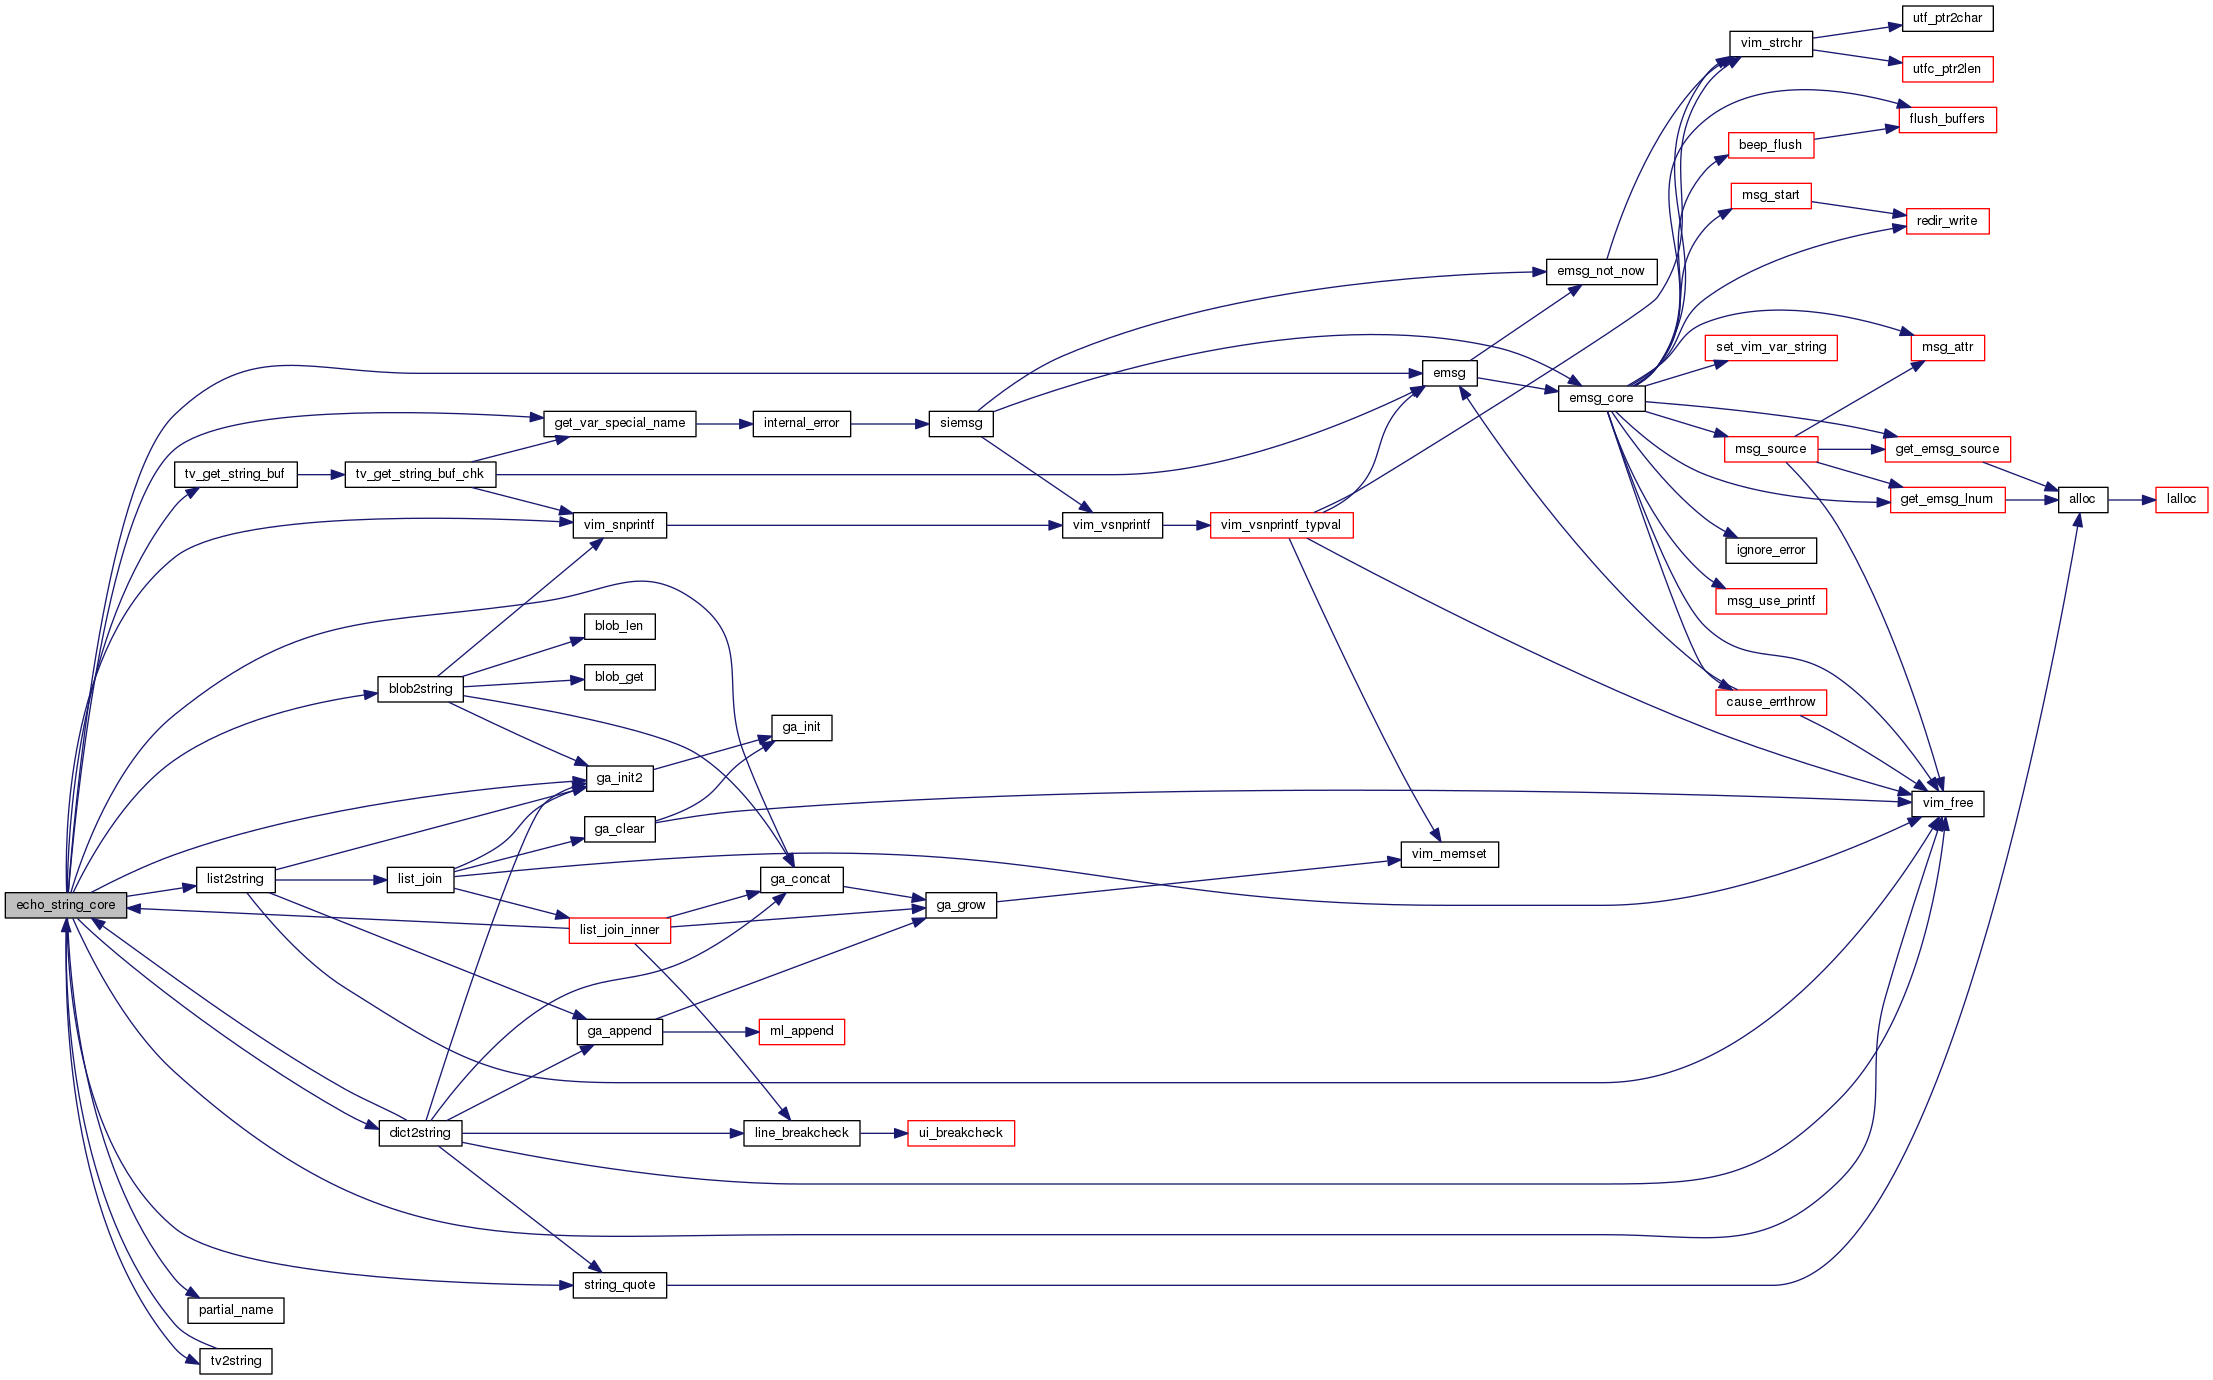 utf_ptr2char
vim_strchr
utfc_ptr2len
flush_buffers
beep_flush
msg_start
redir_write
emsg_not_now
set_vim_var_string
msg_attr
emsg
emsg_core
get_var_special_name
internal_error
siemsg
msg_source
get_emsg_source
tv_get_string_buf
tv_get_string_buf_chk
get_emsg_lnum
alloc
lalloc
vim_snprintf
vim_vsnprintf
vim_vsnprintf_typval
ignore_error
msg_use_printf
blob_len
blob_get
blob2string
cause_errthrow
ga_init
ga_init2
vim_free
ga_clear
vim_memset
list2string
list_join
ga_concat
echo_string_core
ga_grow
list_join_inner
ga_append
ml_append
dict2string
line_breakcheck
ui_breakcheck
string_quote
partial_name
tv2string